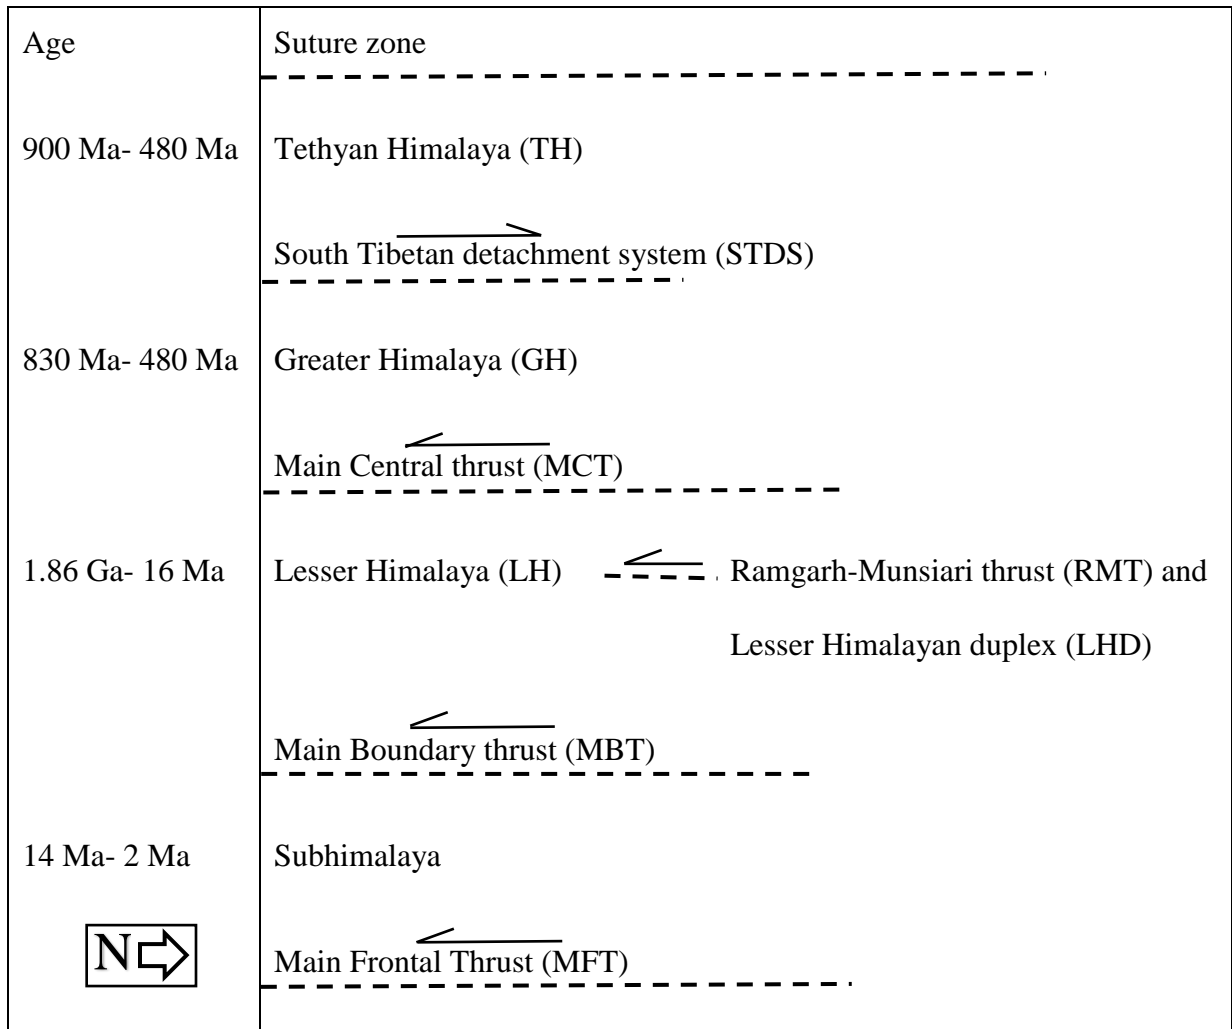 Age
Suture zone
900 Ma- 480 Ma
Tethyan Himalaya (TH)
South Tibetan detachment system (STDS)
830 Ma- 480 Ma
Greater Himalaya (GH)
Main Central thrust (MCT)
1.86 Ga- 16 Ma
Lesser Himalaya (LH)
Ramgarh-Munsiari thrust (RMT) and
Lesser Himalayan duplex (LHD)
Main Boundary thrust (MBT)
14 Ma- 2 Ma
Subhimalaya
N
Main Frontal Thrust (MFT)